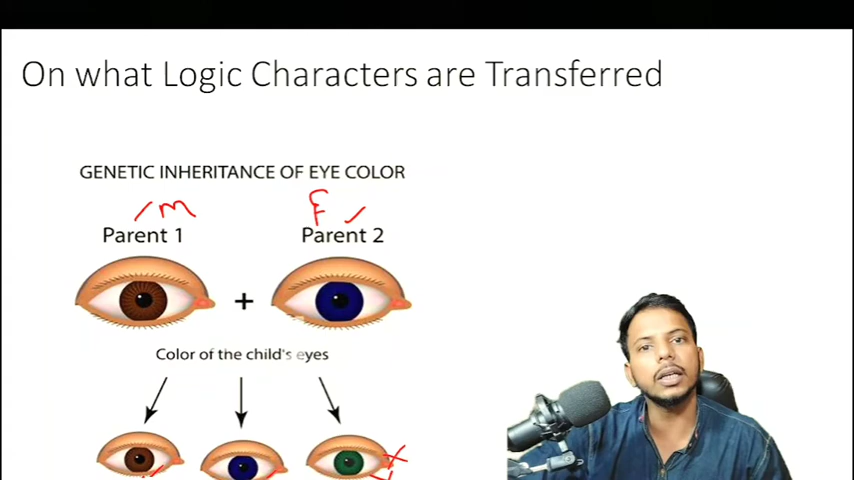 On what Logic Characters are Transferred
GENETIC INHERITANCE OF EYE COLOR
m F
Parent 1 Parent 2
+
Color of the child's eyes